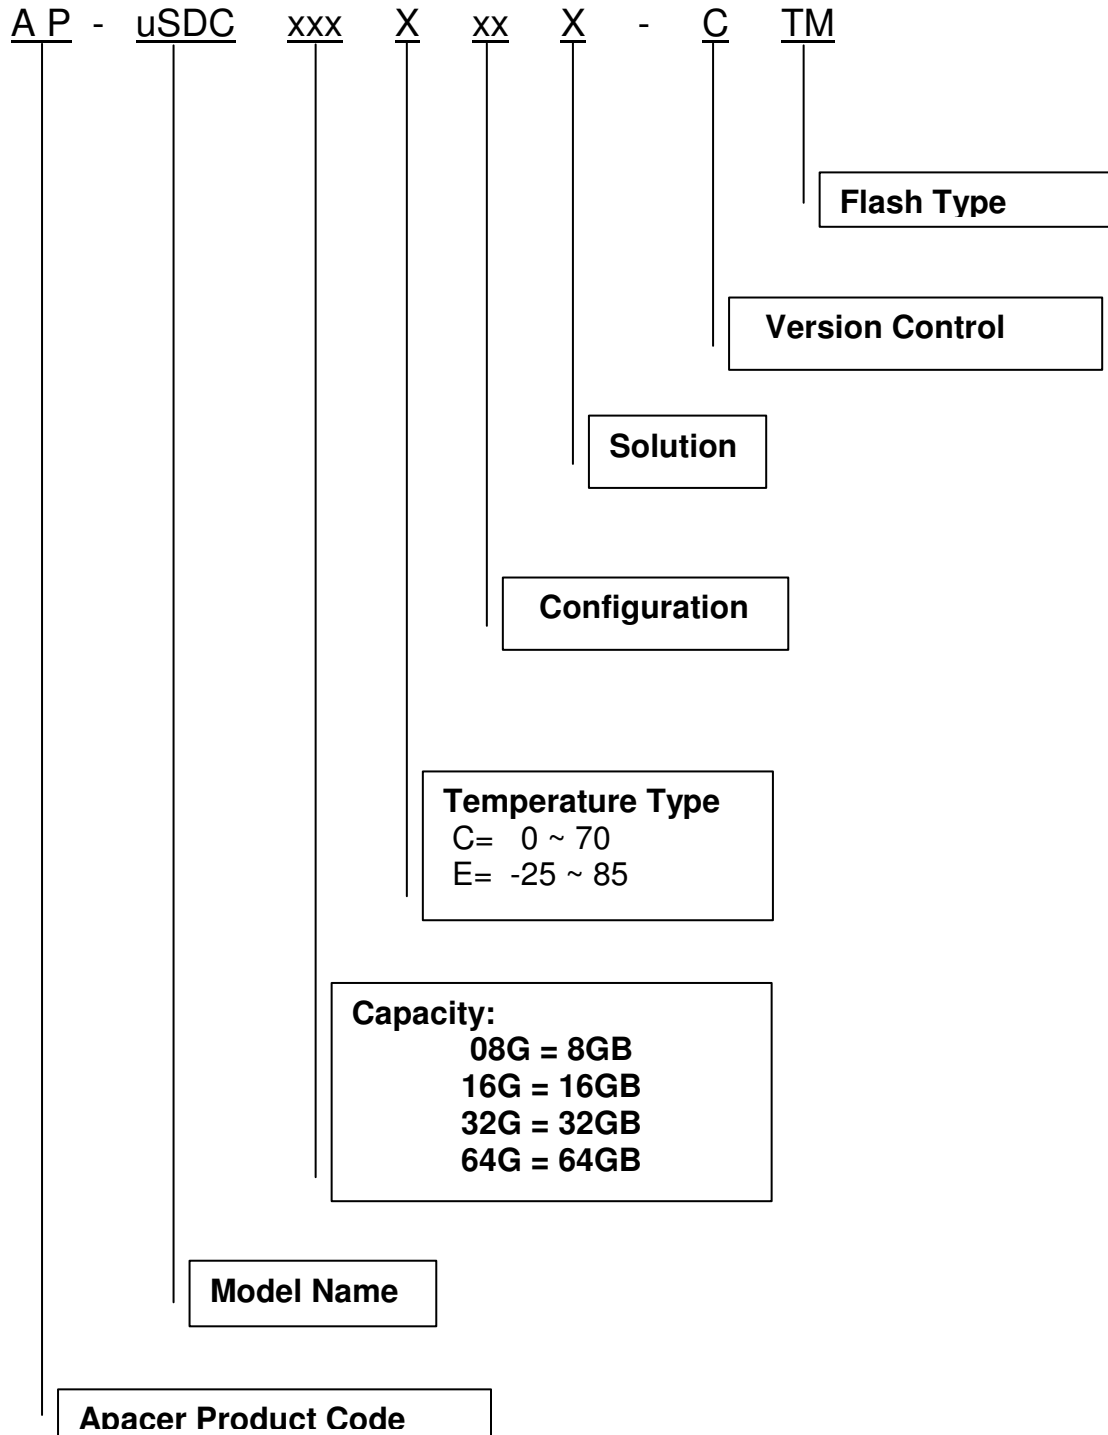 A P - uSDC xxx X xx X - C TM
Flash Type
Version Control
Solution
Configuration
Temperature Type
C= 0 ~ 70
E= -25 ~ 85
Capacity:
08G = 8GB
16G = 16GB
32G = 32GB
64G = 64GB
Model Name
Apacer Product Code